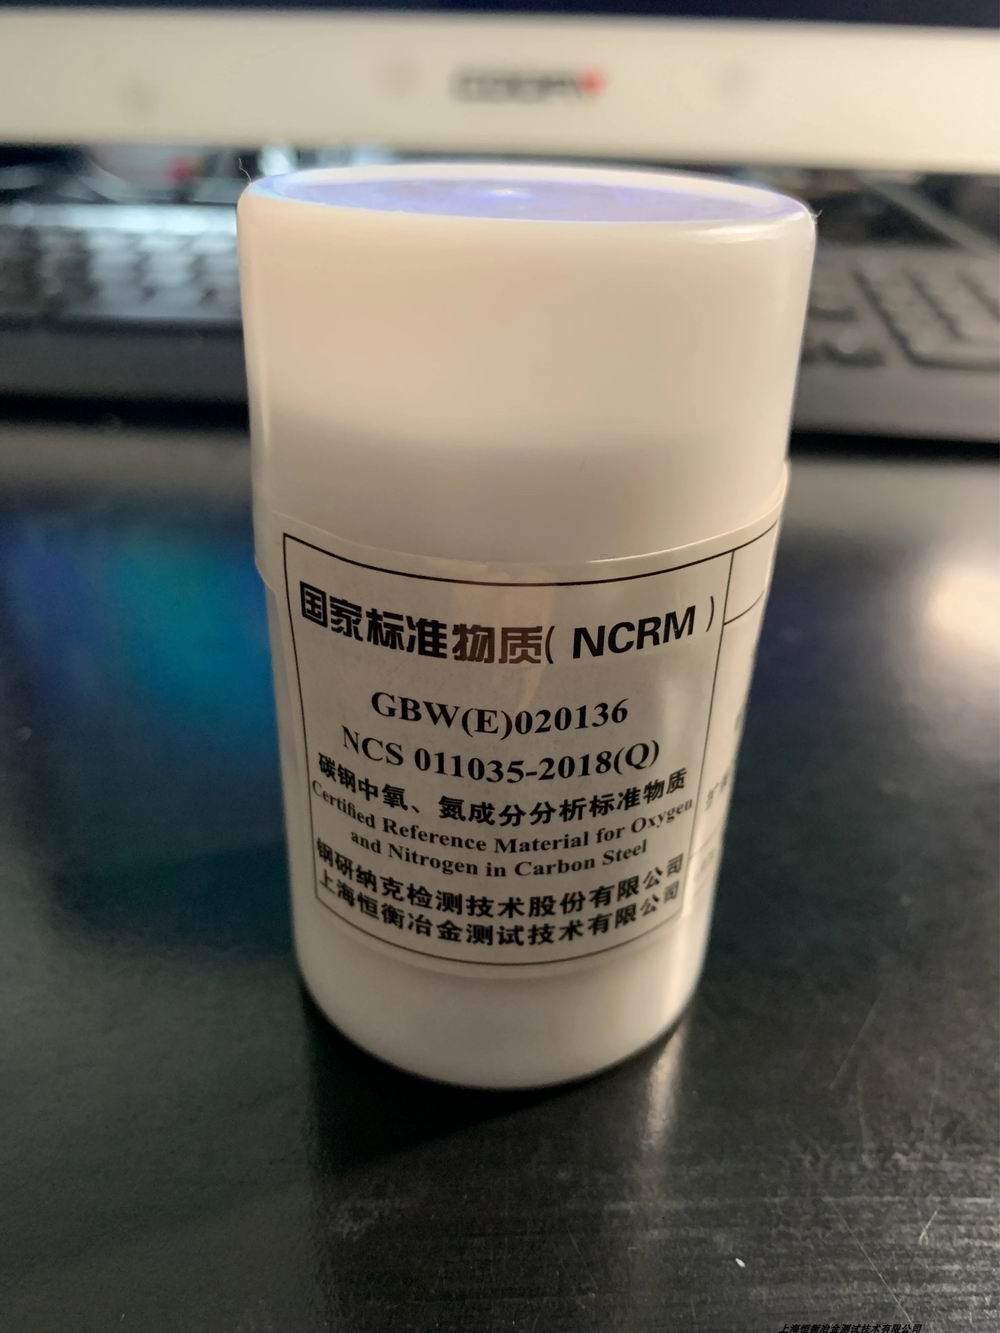 国家标准物质( NCRM )
GBW(E)020136
NCS 011035-2018(Q)
碳钢中氧、氮成分分析标准物质
Certified Reference Material for Oxygen
and Nitrogen in Carbon Steel
钢研纳克检测技术股份有限公司
上海恒衡冶金测试技术有限公司
上海恒衡冶金测试技术有限公司